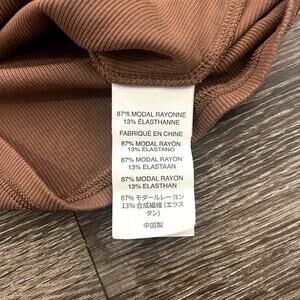 87% MODAL RAYONNE
13% ÉLASTHANNE
FABRIQUÉ EN CHINE
87% MODAL RAYÓN
13% ELASTANO
87% MODAL RAYON
13% ELASTAAN
87% MODAL RAYON
13% ELASTHAN
87% モダールレーヨン
13% 合成繊維 (エラス
タン)
中国製